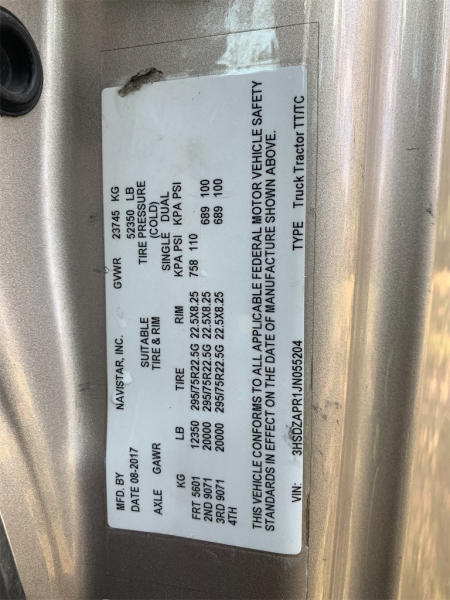 MFD. BY NAVISTAR, INC. GVWR 23745 KG
DATE 08-2017 52350 LB
SUITABLE TIRE PRESSURE
AXLE GAWR TIRE & RIM (COLD)
SINGLE DUAL
KG LB TIRE RIM KPA PSI KPA PSI
FRT 5601 12350 295/75R22.5G 22.5X8.25 758 110
2ND 9071 20000 295/75R22.5G 22.5X8.25 689 100
3RD 9071 20000 295/75R22.5G 22.5X8.25 689 100
4TH
THIS VEHICLE CONFORMS TO ALL APPLICABLE FEDERAL MOTOR VEHICLE SAFETY
STANDARDS IN EFFECT ON THE DATE OF MANUFACTURE SHOWN ABOVE.
VIN: 3HSDZAPR1JN055204 TYPE Truck Tractor TT/TC